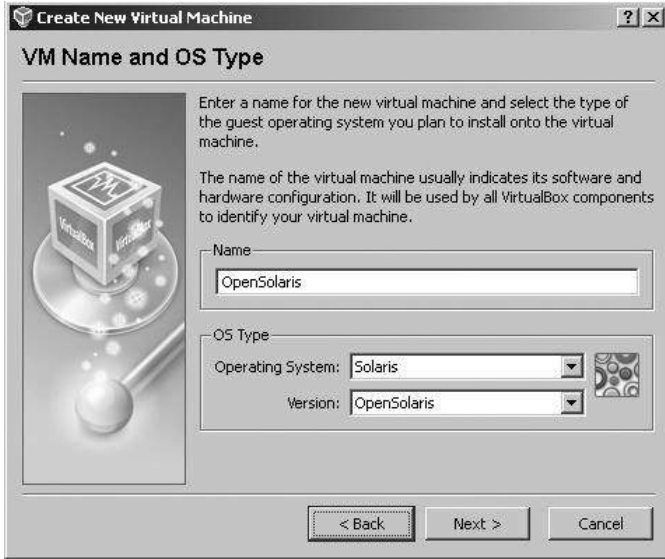 Create New Virtual Machine
VM Name and OS Type
Enter a name for the new virtual machine and select the type of
the guest operating system you plan to install onto the virtual
machine.
The name of the virtual machine usually indicates its software and
hardware configuration. It will be used by all VirtualBox components
to identify your virtual machine.
Name
OpenSolaris
OS Type
Operating System: Solaris
Version: OpenSolaris
VirtualBox
VirtualBox
< Back Next > Cancel